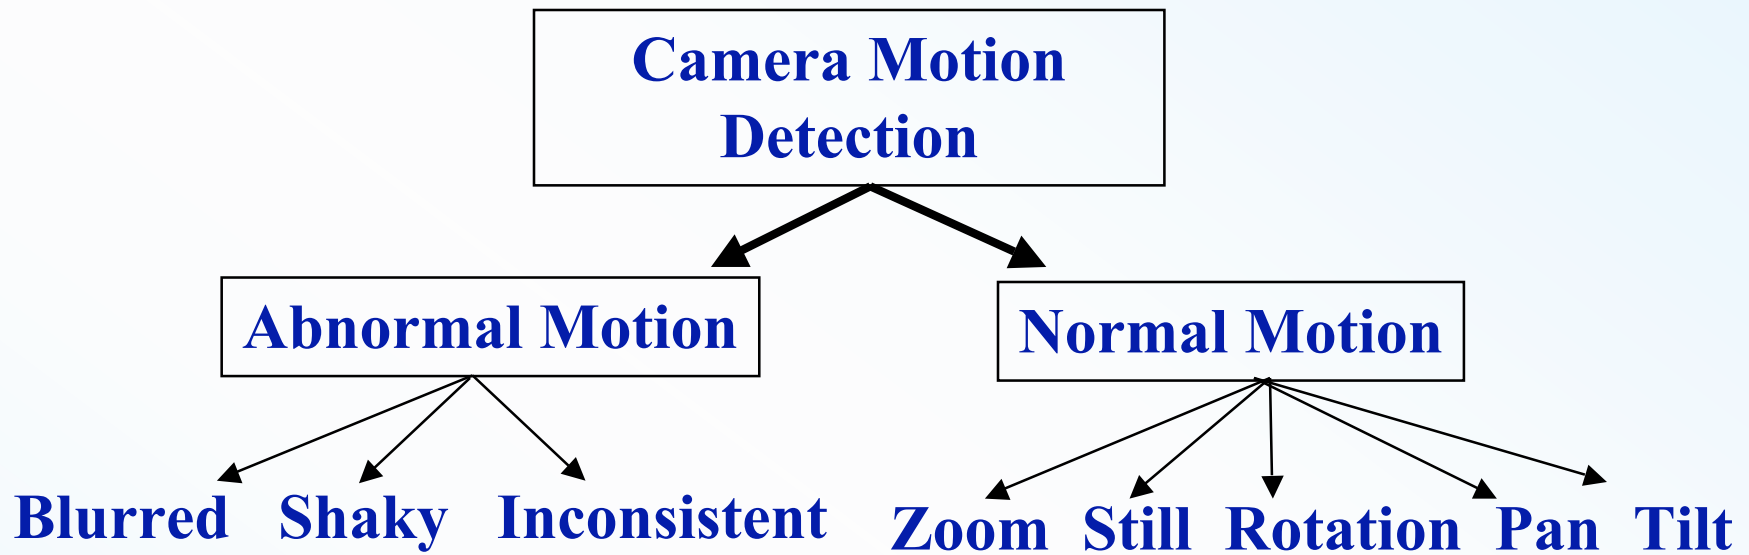 Camera Motion
Detection
Abnormal Motion
Normal Motion
Blurred Shaky Inconsistent
Zoom Still Rotation Pan Tilt